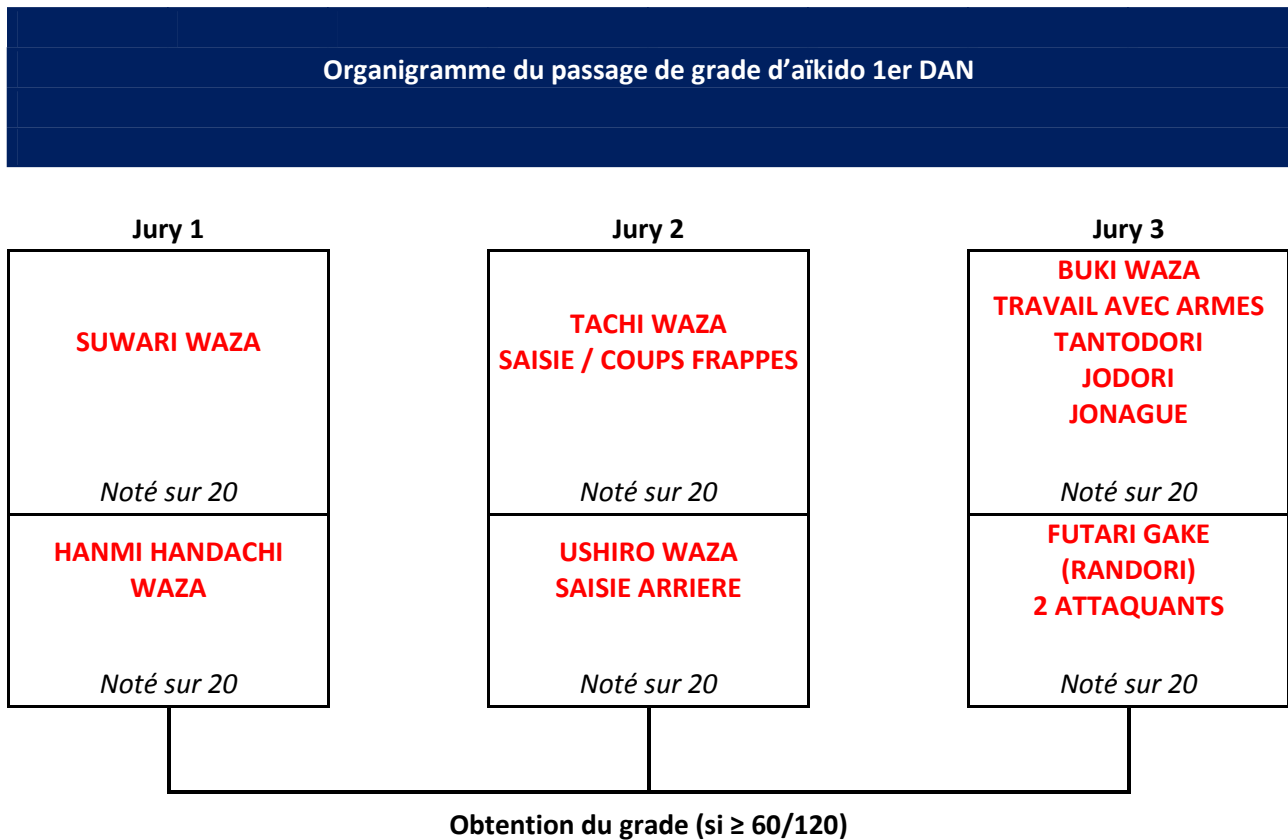 Organigramme du passage de grade d’aïkido 1er DAN
Jury 1
SUWARI WAZA
Noté sur 20
HANMI HANDACHI
WAZA
Noté sur 20
Jury 2
TACHI WAZA
SAISIE / COUPS FRAPPES
Noté sur 20
USHIRO WAZA
SAISIE ARRIERE
Noté sur 20
Jury 3
BUKI WAZA
TRAVAIL AVEC ARMES
TANTODORI
JODORI
JONAGUE
Noté sur 20
FUTARI GAKE
(RANDORI)
2 ATTAQUANTS
Noté sur 20
Obtention du grade (si ≥ 60/120)